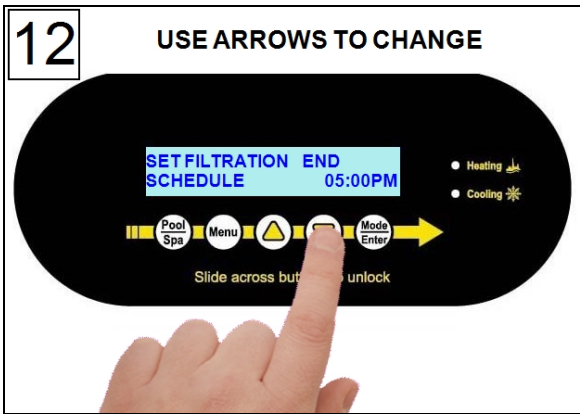 12
USE ARROWS TO CHANGE
SET FILTRATION END
SCHEDULE 05:00PM
Heating
Cooling
Pool
Spa
Menu
Mode
Enter
Slide across but unlock